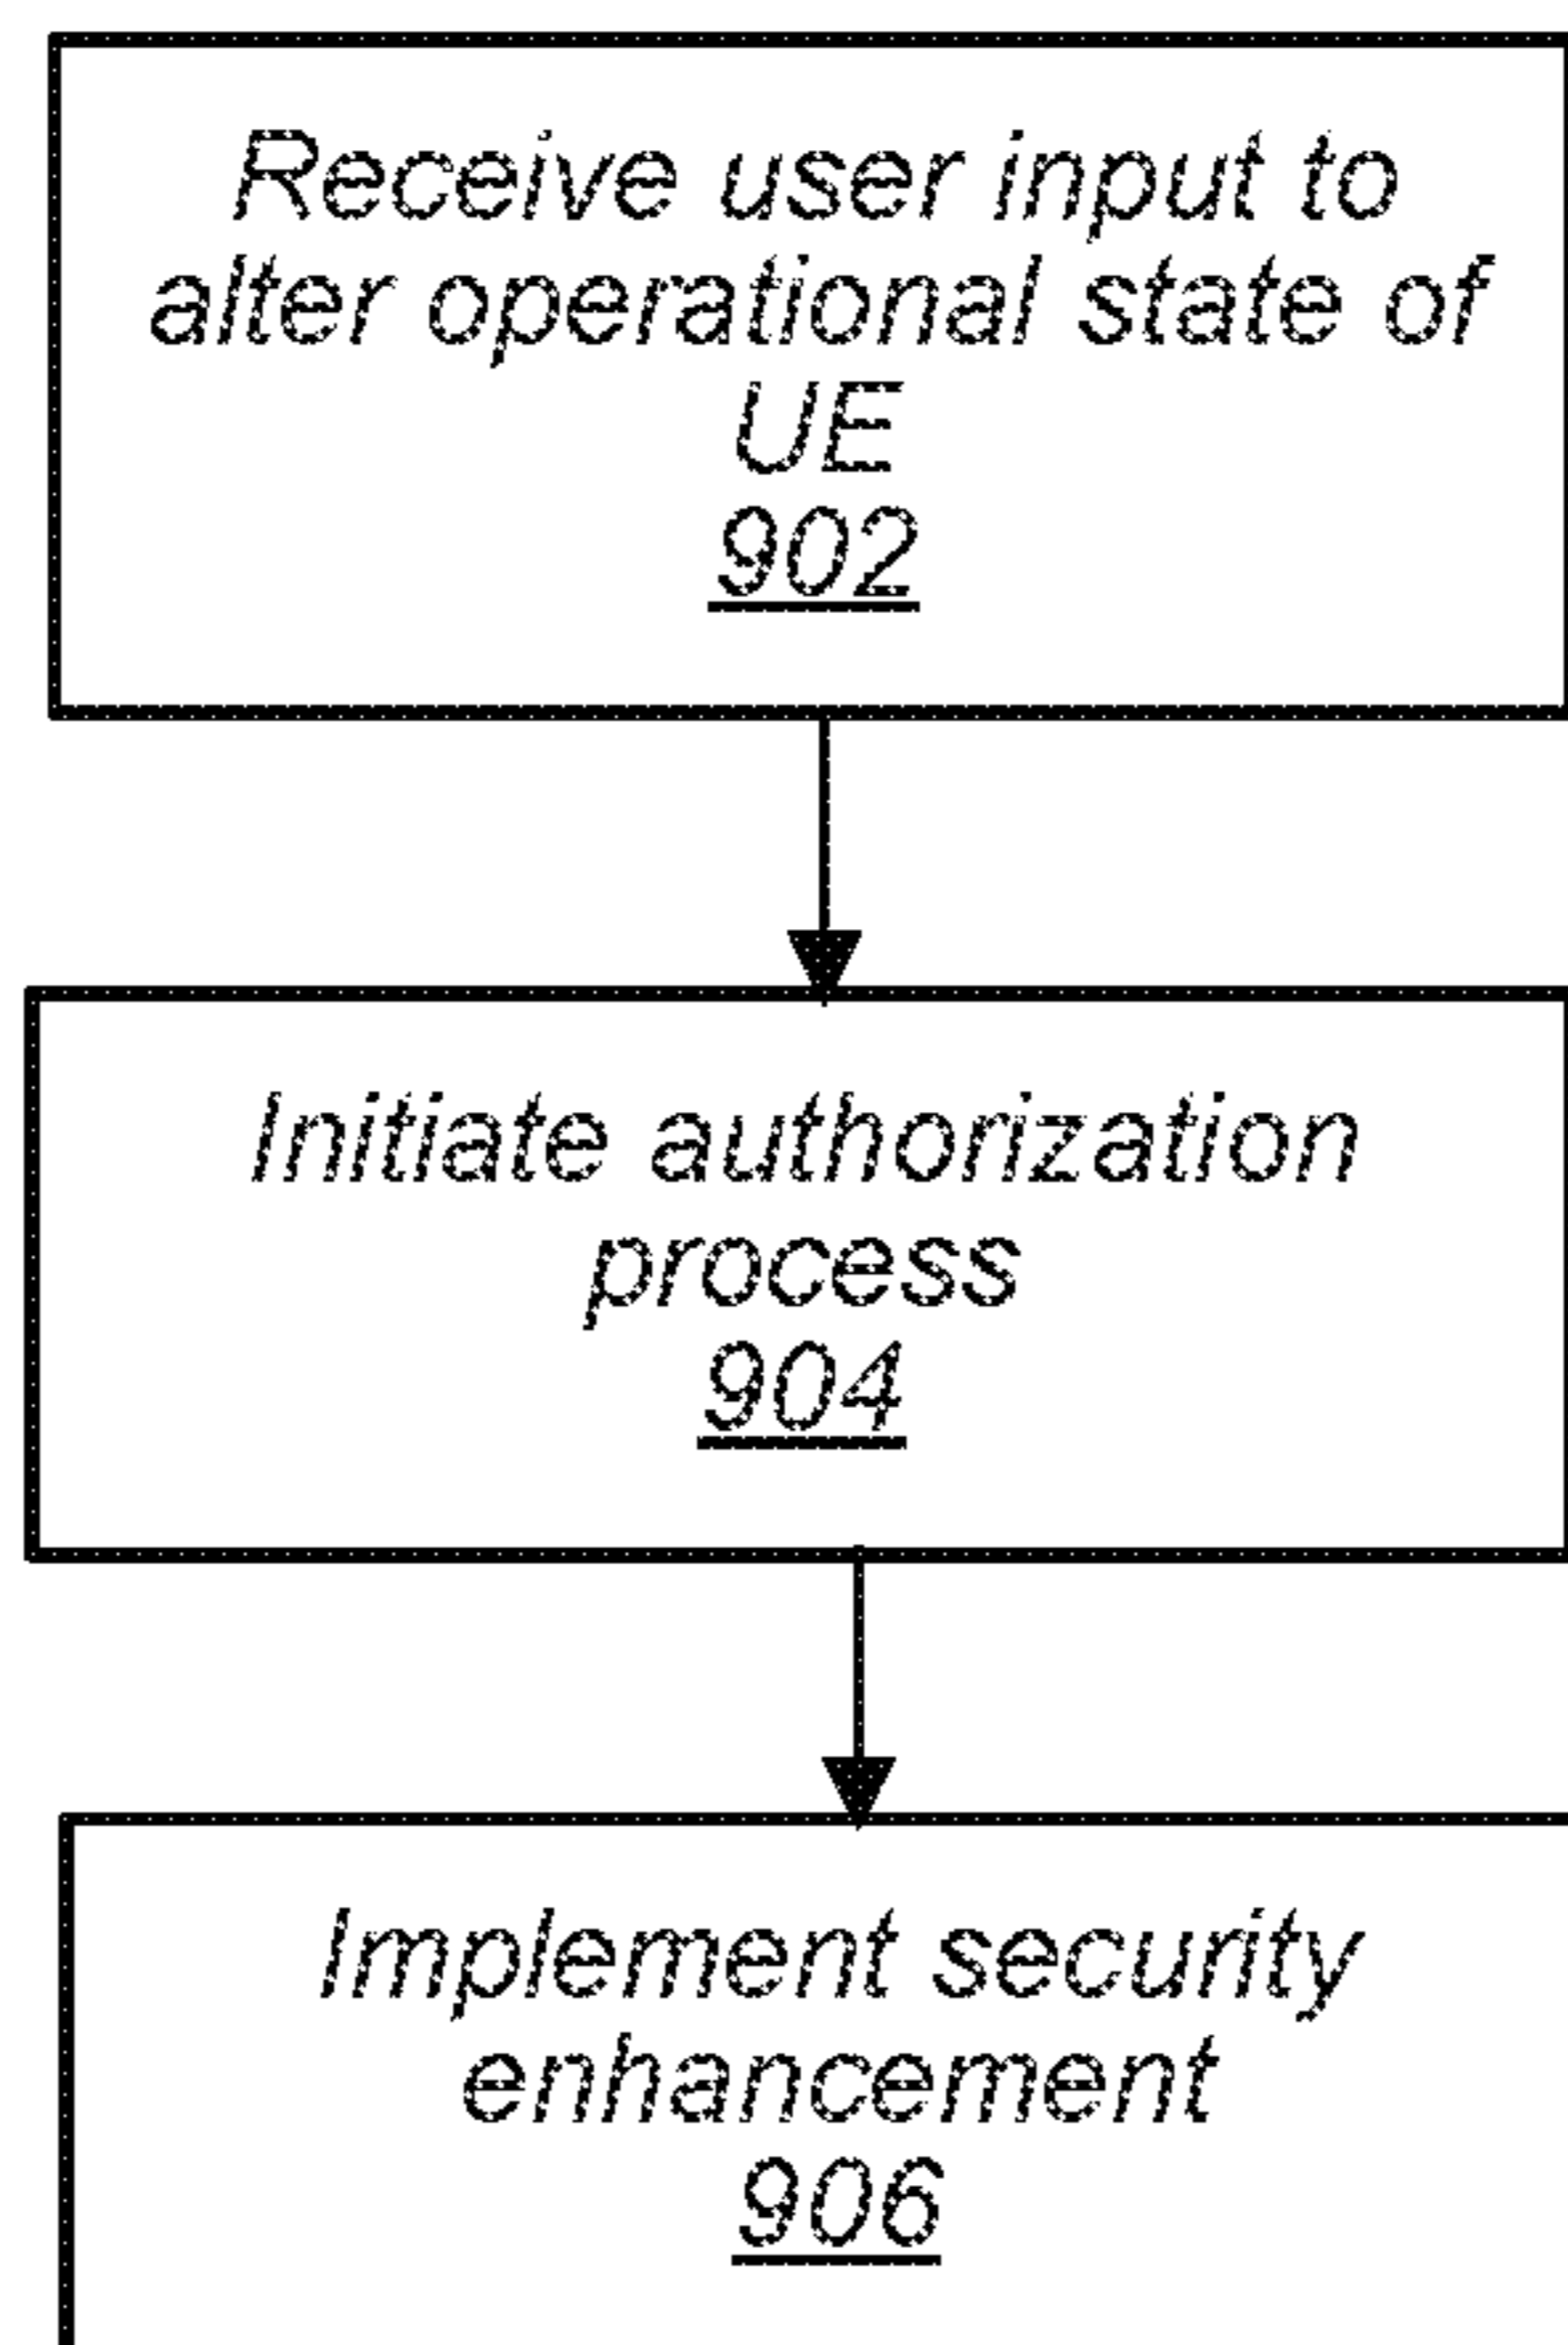 Receive user input to
alter operational state of
UE
902
Initiate authorization
process
904
Implement security
enhancement
906